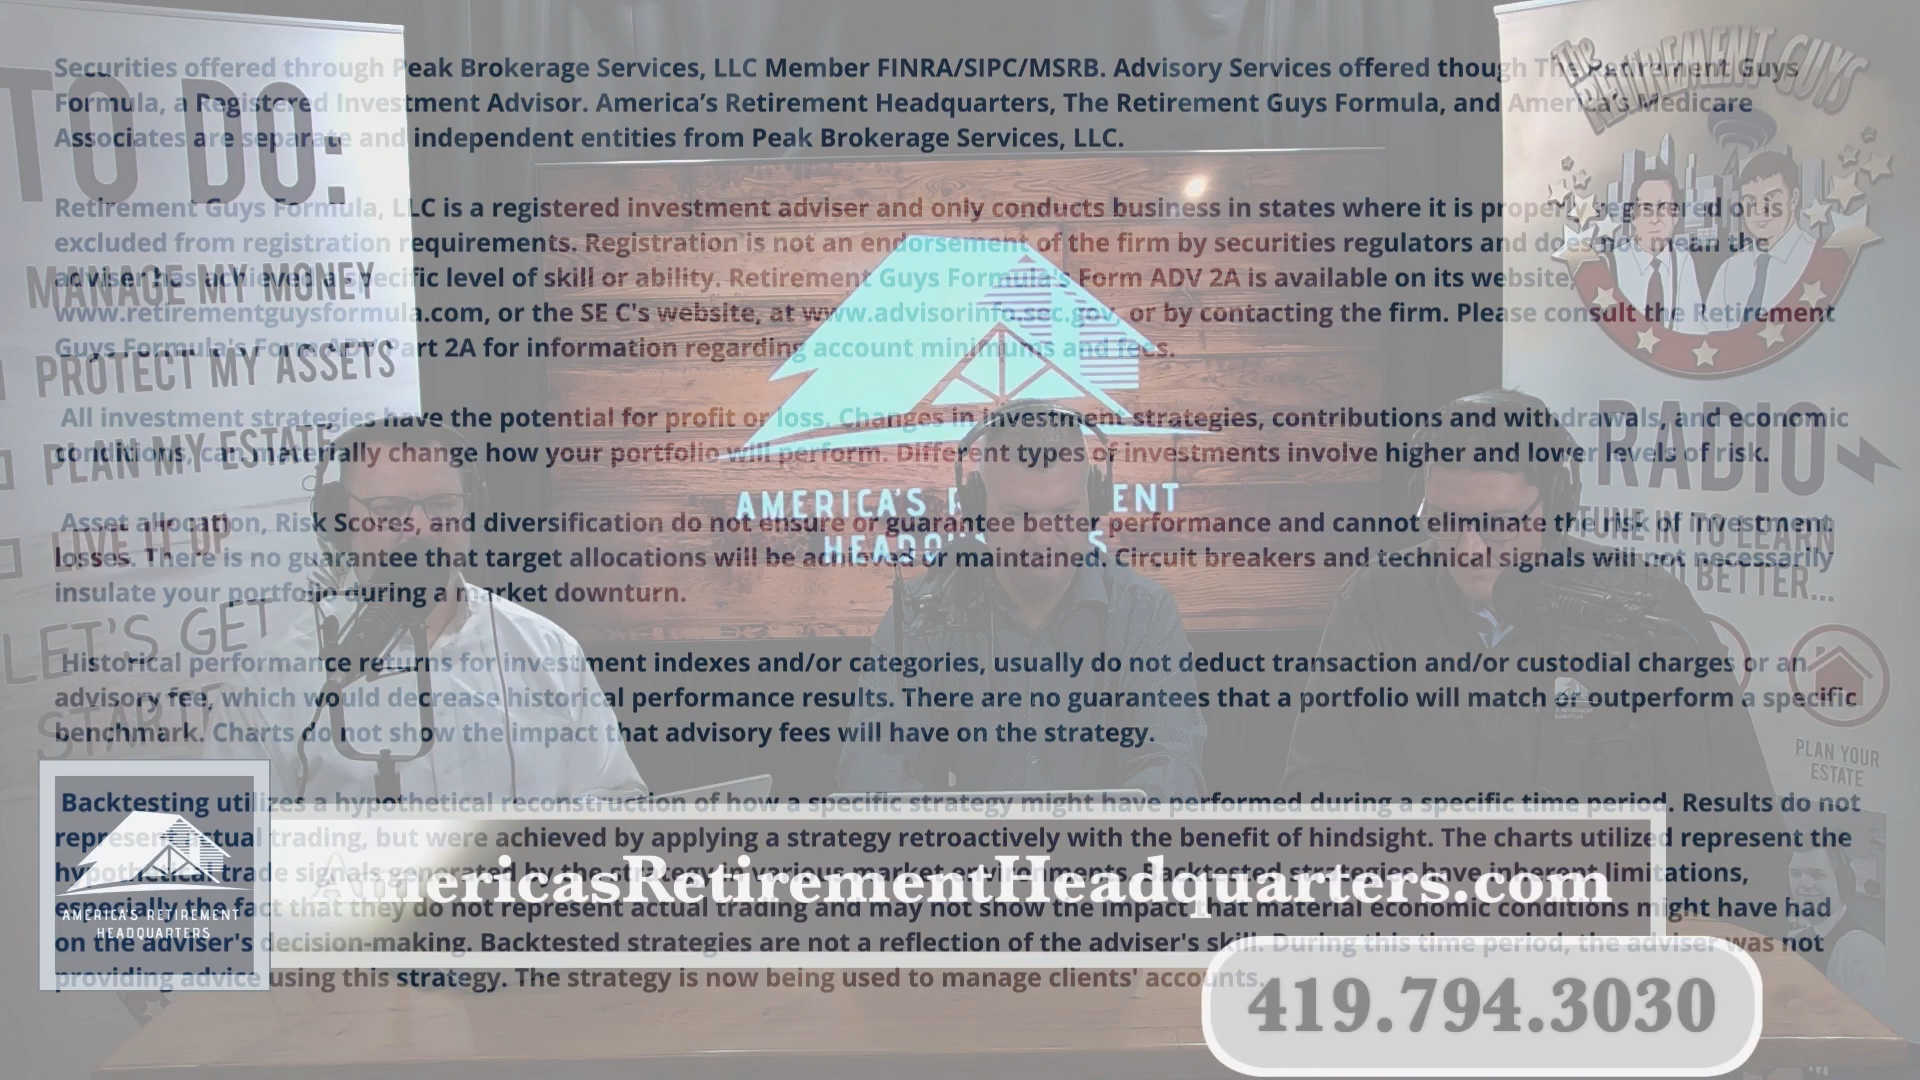 Securities offered through Peak Brokerage Services, LLC Member FINRA/SIPC/MSRB. Advisory Services offered though The Retirement Guys
Formula, a Registered Investment Advisor. America's Retirement Headquarters, The Retirement Guys Formula, and America's Medicare
Associates are separate and independent entities from Peak Brokerage Services, LLC.
Retirement Guys Formula, LLC is a registered investment adviser and only conducts business in states where it is properly registered or is
excluded from registration requirements. Registration is not an endorsement of the firm by securities regulators and does not mean the
adviser has achieved a specific level of skill or ability. Retirement Guys Formula's Form ADV 2A is available on its website,
www.retirementguysformula.com, or the SE C's website, at www.advisorinfo.sec.gov, or by contacting the firm. Please consult the Retirement
Guys Formula's Form ADV Part 2A for information regarding account minimums and fees.
All investment strategies have the potential for profit or loss. Changes in investment strategies, contributions and withdrawals, and economic
conditions, can materially change how your portfolio will perform. Different types of investments involve higher and lower levels of risk.
Asset allocation, Risk Scores, and diversification do not ensure or guarantee better performance and cannot eliminate the risk of investment
losses. There is no guarantee that target allocations will be achieved or maintained. Circuit breakers and technical signals will not necessarily
insulate your portfolio during a market downturn.
Historical performance returns for investment indexes and/or categories, usually do not deduct transaction and/or custodial charges or an
advisory fee, which would decrease historical performance results. There are no guarantees that a portfolio will match or outperform a specific
benchmark. Charts do not show the impact that advisory fees will have on the strategy.
Backtesting utilizes a hypothetical reconstruction of how a specific strategy might have performed during a specific time period. Results do not
represent actual trading, but were achieved by applying a strategy retroactively with the benefit of hindsight. The charts utilized represent the
hypothetical trade signals generated by the strategy in various market environments. Backtested strategies have inherent limitations,
especially the fact that they do not represent actual trading and may not show the impact that material economic conditions might have had
on the adviser's decision-making. Backtested strategies are not a reflection of the adviser's skill. During this time period, the adviser was not
providing advice using this strategy. The strategy is now being used to manage clients' accounts.
TO DO:
MANAGE MY MONEY
PROTECT MY ASSETS
PLAN MY ESTATE
LIVE IT UP
LET'S GET
AMERICA'S R ENT
THE
RETIREMENT GUYS
RADIO
TUNE IN TO LEARN
BETTER...
PLAN YOUR
ESTATE
AMERICA'S RETIREMENT
HEADQUARTERS
AmericasRetirementHeadquarters.com
419.794.3030